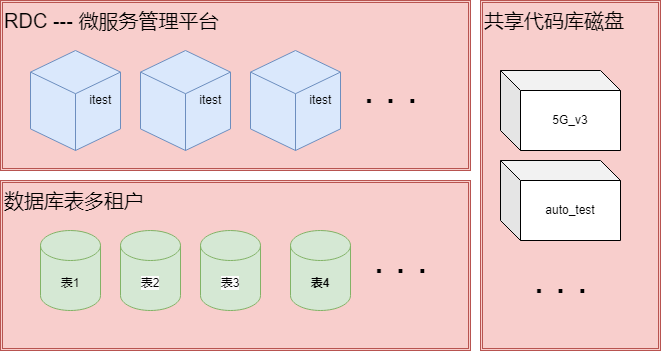 RDC --- 微服务管理平台
itest
itest
itest
. . .
数据库表多租户
表1
表2
表3
表4
. . .
共享代码库磁盘
5G_v3
auto_test
. . .